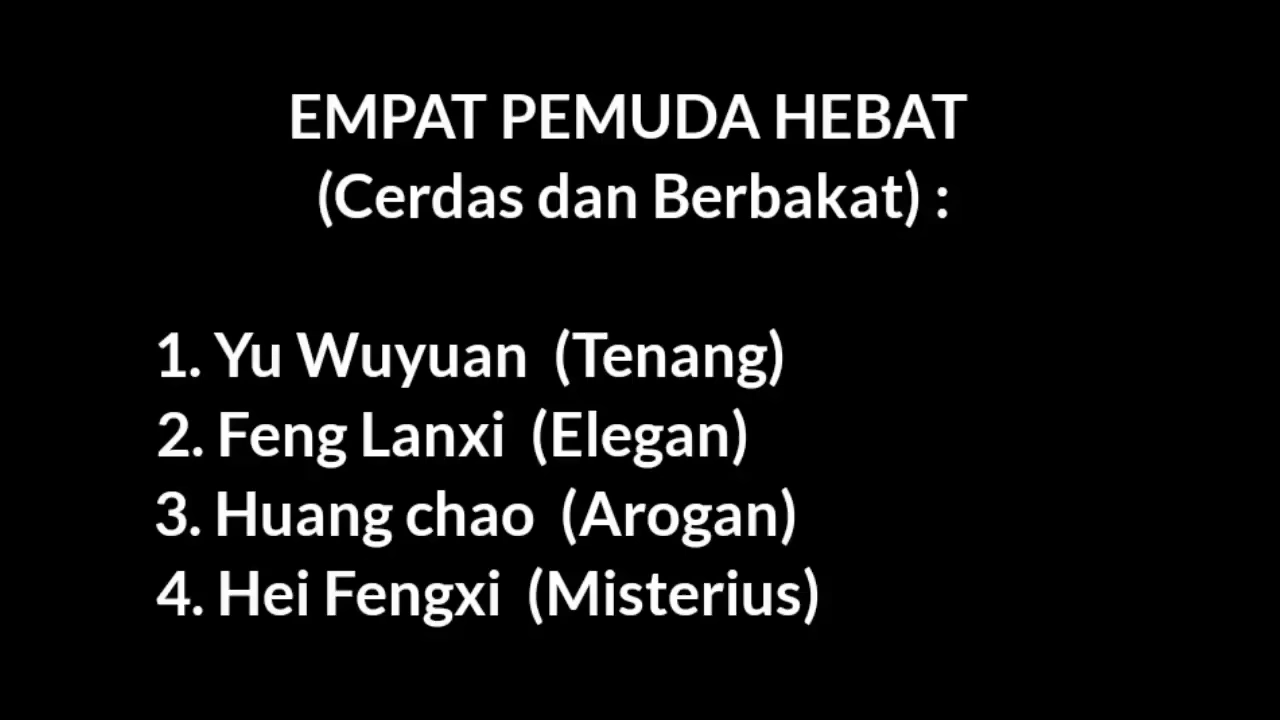 EMPAT PEMUDA HEBAT
(Cerdas dan Berbakat) :
1. Yu Wuyuan (Tenang)
2. Feng Lanxi (Elegan)
3. Huang chao (Arogan)
4. Hei Fengxi (Misterius)